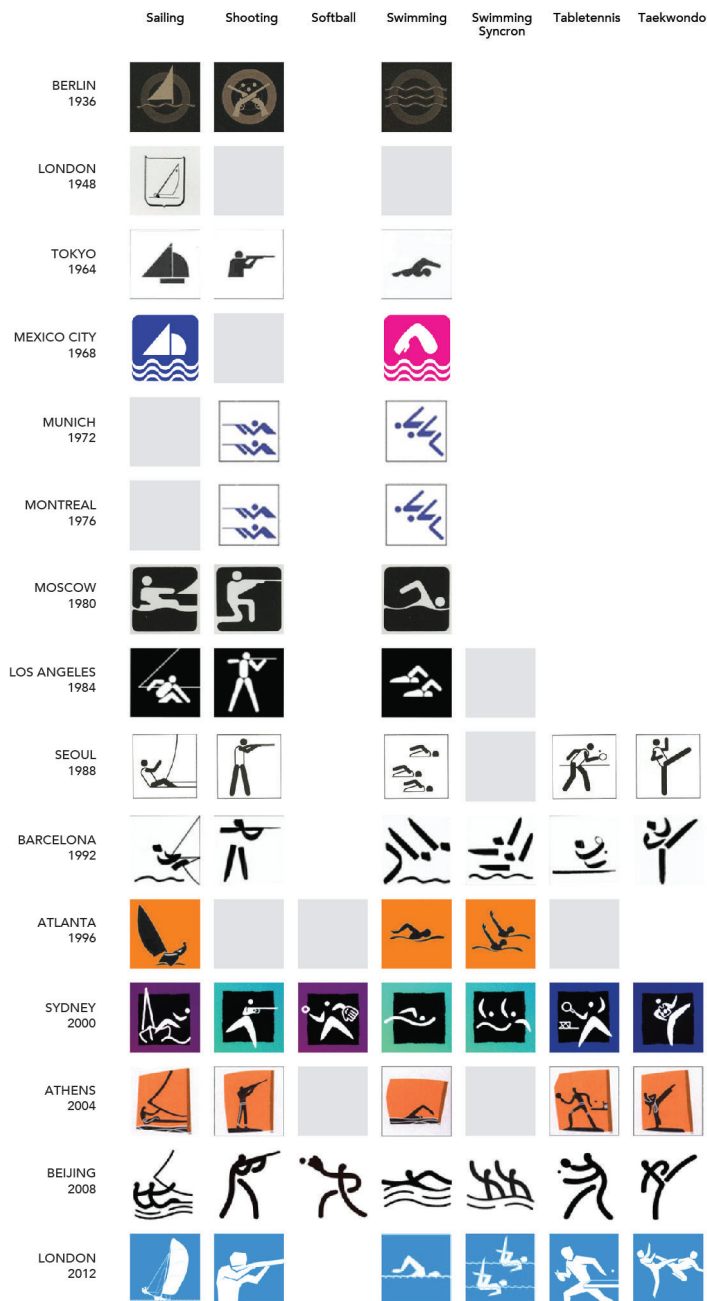 Sailing Shooting Softball Swimming Swimming Tabletennis Taekwondo
Syncron
BERLIN
1936
LONDON
1948
TOKYO
1964
MEXICO CITY
1968
MUNICH
1972
MONTREAL
1976
MOSCOW
1980
LOS ANGELES
1984
SEOUL
1988
BARCELONA
1992
ATLANTA
1996
SYDNEY
2000
ATHENS
2004
BEIJING
2008
LONDON
2012